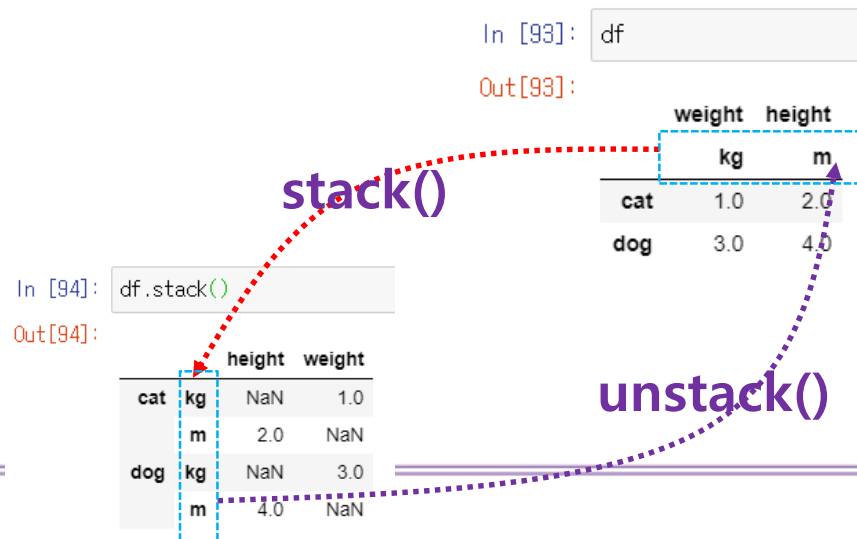 In [93]: df
Out[93]:
weight height
kg m
cat 1.0 2.0
dog 3.0 4.0
stack()
In [94]: df.stack()
Out[94]:
height weight
cat kg NaN 1.0
m 2.0 NaN
dog kg NaN 3.0
m 4.0 NaN
unstack()